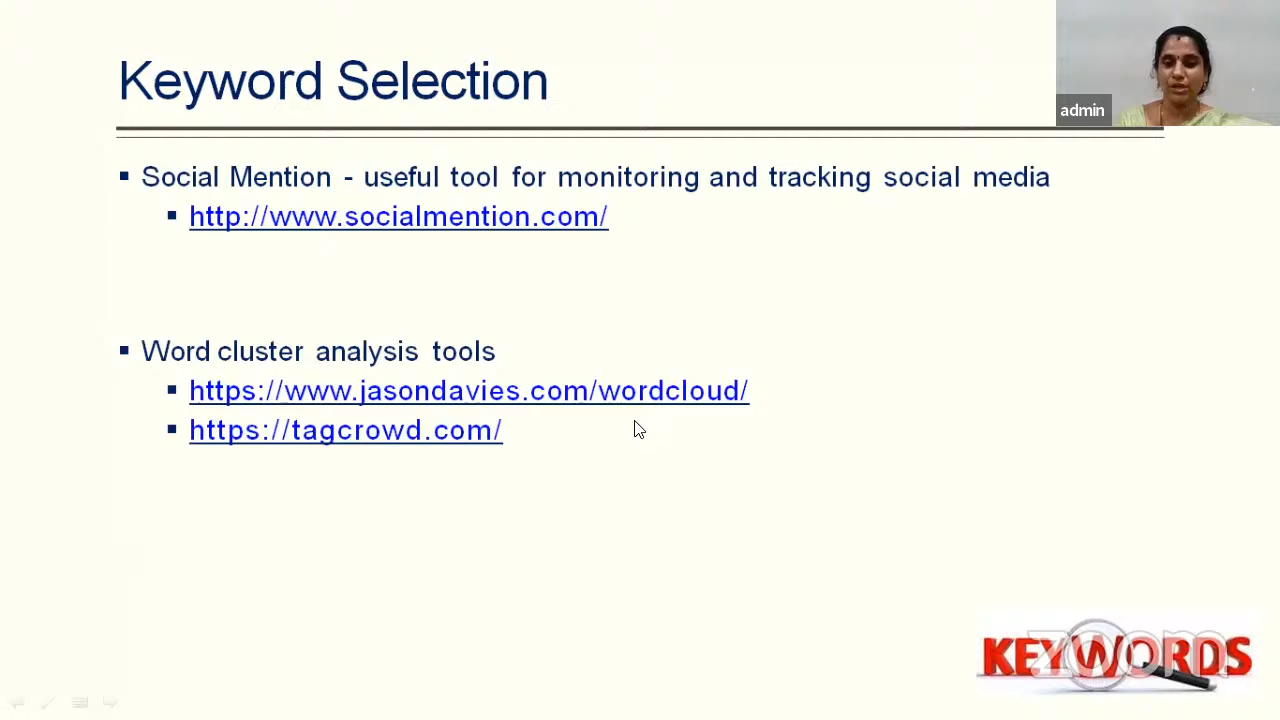 Keyword Selection
admin
Social Mention - useful tool for monitoring and tracking social media
http://www.socialmention.com/
Word cluster analysis tools
https://www.jasondavies.com/wordcloud/
https://tagcrowd.com/
KEYWORDS
zoom